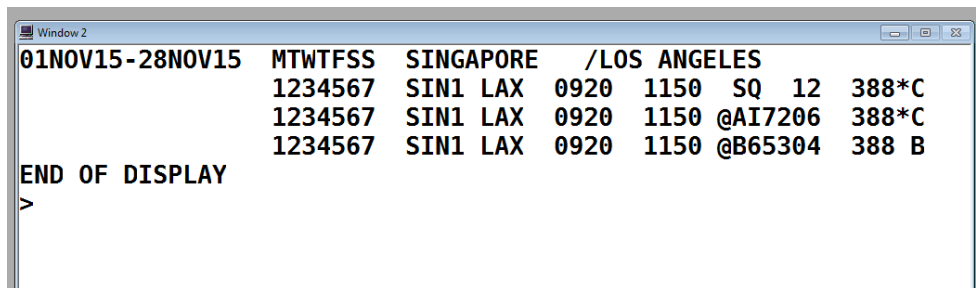 Window 2
01NOV15-28NOV15  MTWTFSS  SINGAPORE   /LOS ANGELES
1234567  SIN1 LAX  0920  1150  SQ  12  388*C
1234567  SIN1 LAX  0920  1150 @AI7206  388*C
1234567  SIN1 LAX  0920  1150 @B65304  388 B
END OF DISPLAY
>